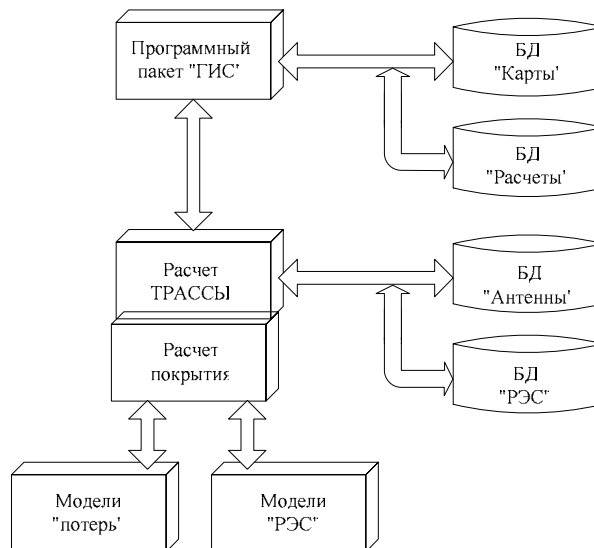 Программный
пакет "ГИС"
БД
"Карты"
БД
"Расчеты"
Расчет
ТРАССЫ
БД
"Антенны"
Расчет
покрытия
БД
"РЭС"
Модели
"потерь"
Модели
"РЭС"